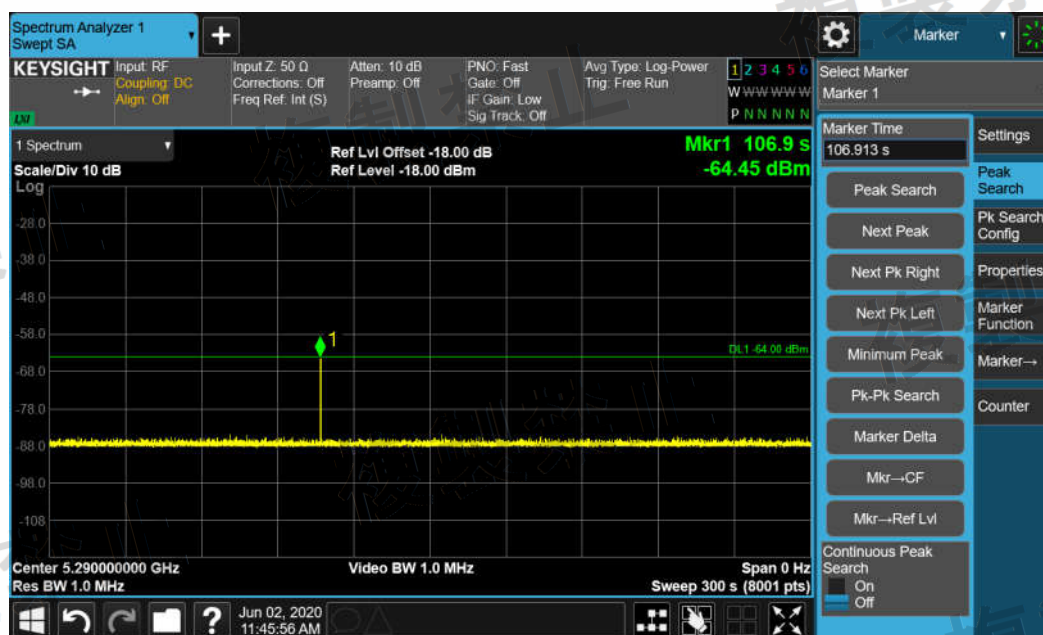 Spectrum Analyzer 1
Swept SA
+
Marker
KEYSIGHT
Input: RF
Coupling: DC
Align: Off
Input Z: 50 Ω
Corrections: Off
Freq Ref: Int (S)
Atten: 10 dB
Preamp: Off
PNO: Fast
Gate: Off
IF Gain: Low
Sig Track: Off
Avg Type: Log-Power
Trig: Free Run
1 2 3 4 5 6
W W W W W W
P N N N N N
LXI
Select Marker
Marker 1
1 Spectrum
Scale/Div 10 dB
Ref Lvl Offset -18.00 dB
Ref Level -18.00 dBm
Mkr1 106.9 s
-64.45 dBm
Log
-28.0
-38.0
-48.0
-58.0
-68.0
-78.0
-88.0
-98.0
-108
1
DL1 -64.00 dBm
Center 5.290000000 GHz
Res BW 1.0 MHz
Video BW 1.0 MHz
Span 0 Hz
Sweep 300 s (8001 pts)
Marker Time
106.913 s
Peak Search
Next Peak
Next Pk Right
Next Pk Left
Minimum Peak
Pk-Pk Search
Marker Delta
Mkr→CF
Mkr→Ref Lvl
Continuous Peak
Search
On
Off
Settings
Peak
Search
Pk Search
Config
Properties
Marker
Function
Marker→
Counter
?
Jun 02, 2020
11:45:56 AM
複製禁止